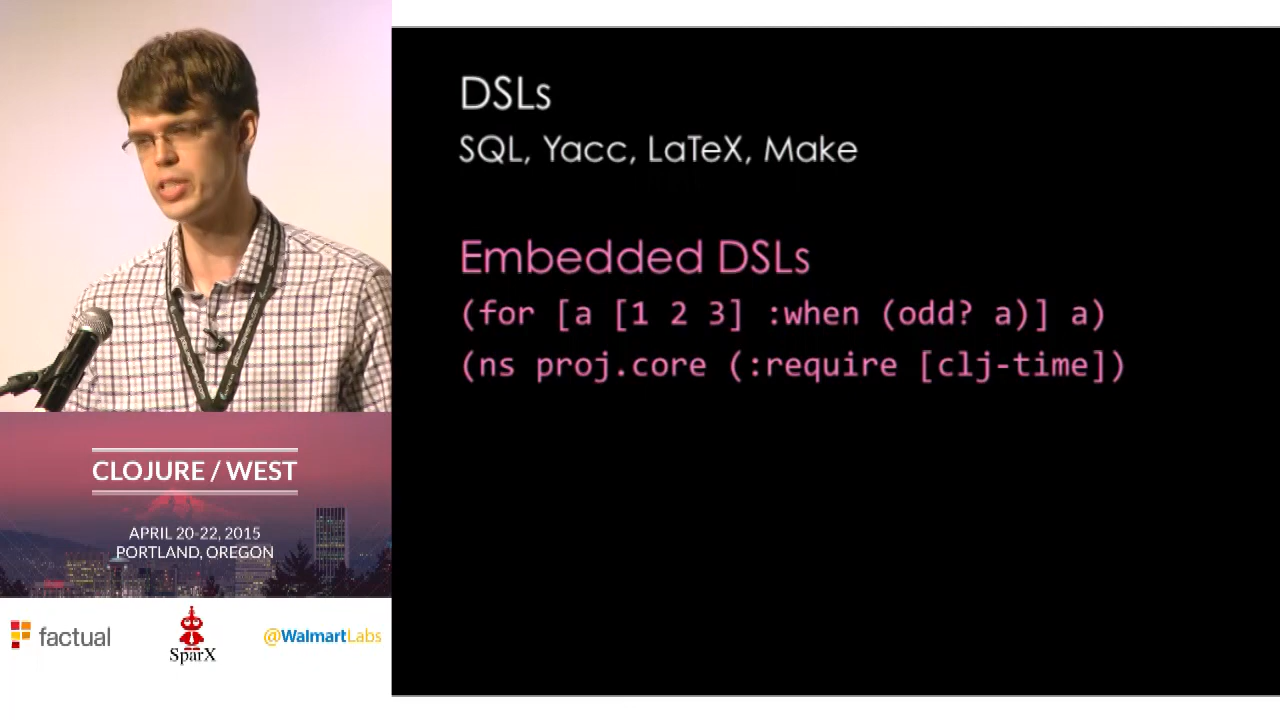 DSLs
SQL, Yacc, LaTeX, Make
Embedded DSLs
(for [a [1 2 3] :when (odd? a)] a)
(ns proj.core (:require [clj-time])
CLOJURE / WEST
APRIL 20-22, 2015
PORTLAND, OREGON
factual
SparX
@WalmartLabs